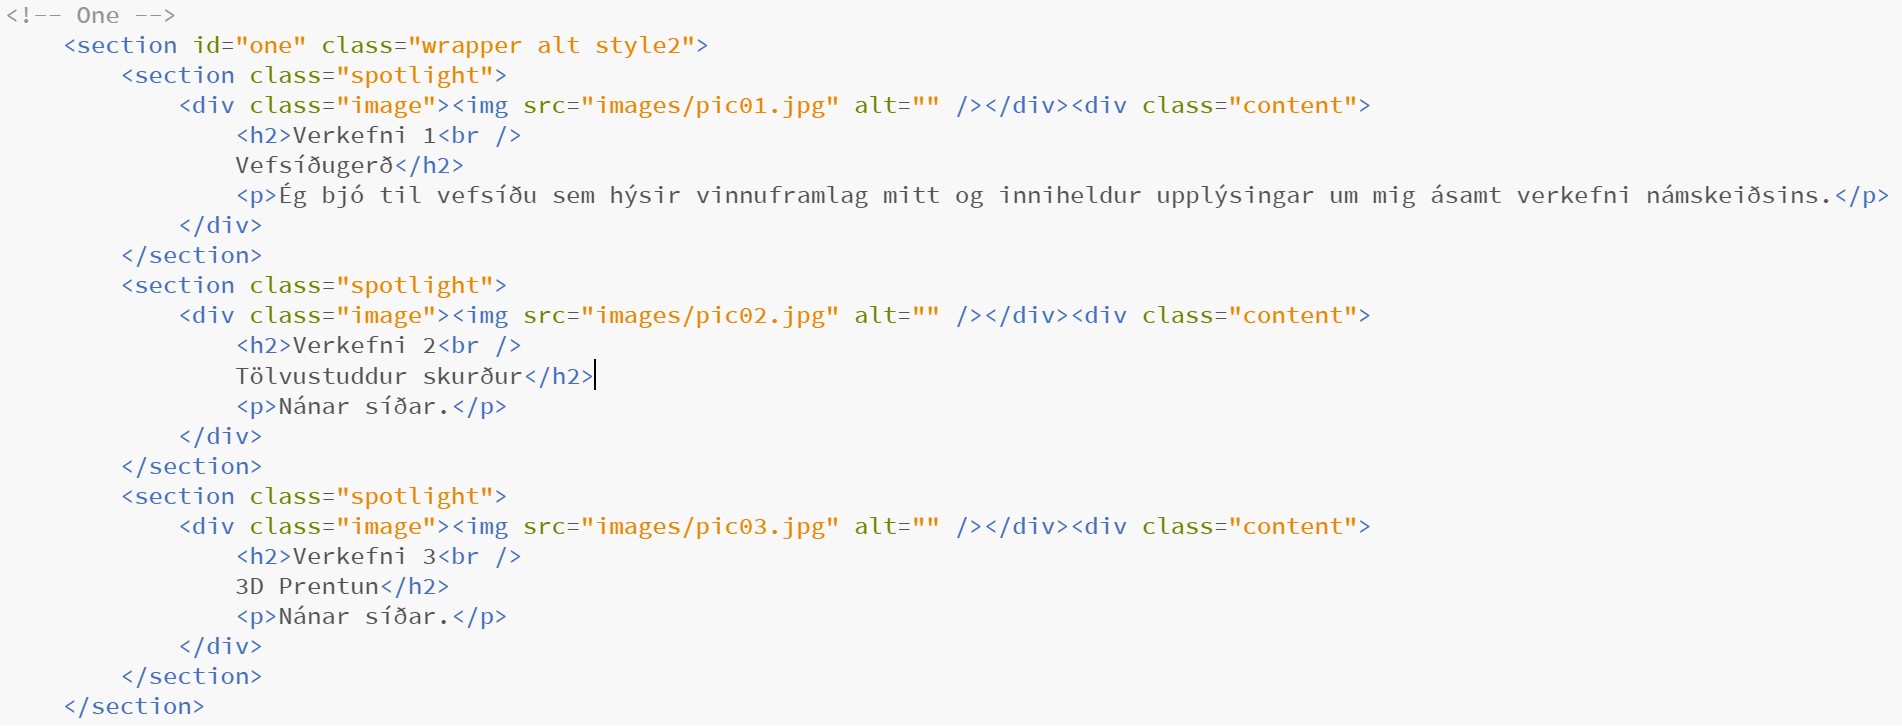 <!-- One -->
<section id="one" class="wrapper alt style2">
<section class="spotlight">
<div class="image"><img src="images/pic01.jpg" alt="" /></div><div class="content">
<h2>Verkefni 1<br />
Vefsíðugerð</h2>
<p>Ég bjó til vefsíðu sem hýsir vinnuframlag mitt og inniheldur upplýsingar um mig ásamt verkefni námskeiðsins.</p>
</div>
</section>
<section class="spotlight">
<div class="image"><img src="images/pic02.jpg" alt="" /></div><div class="content">
<h2>Verkefni 2<br />
Tölvustuddur skurður</h2>
<p>Nánar síðar.</p>
</div>
</section>
<section class="spotlight">
<div class="image"><img src="images/pic03.jpg" alt="" /></div><div class="content">
<h2>Verkefni 3<br />
3D Prentun</h2>
<p>Nánar síðar.</p>
</div>
</section>
</section>